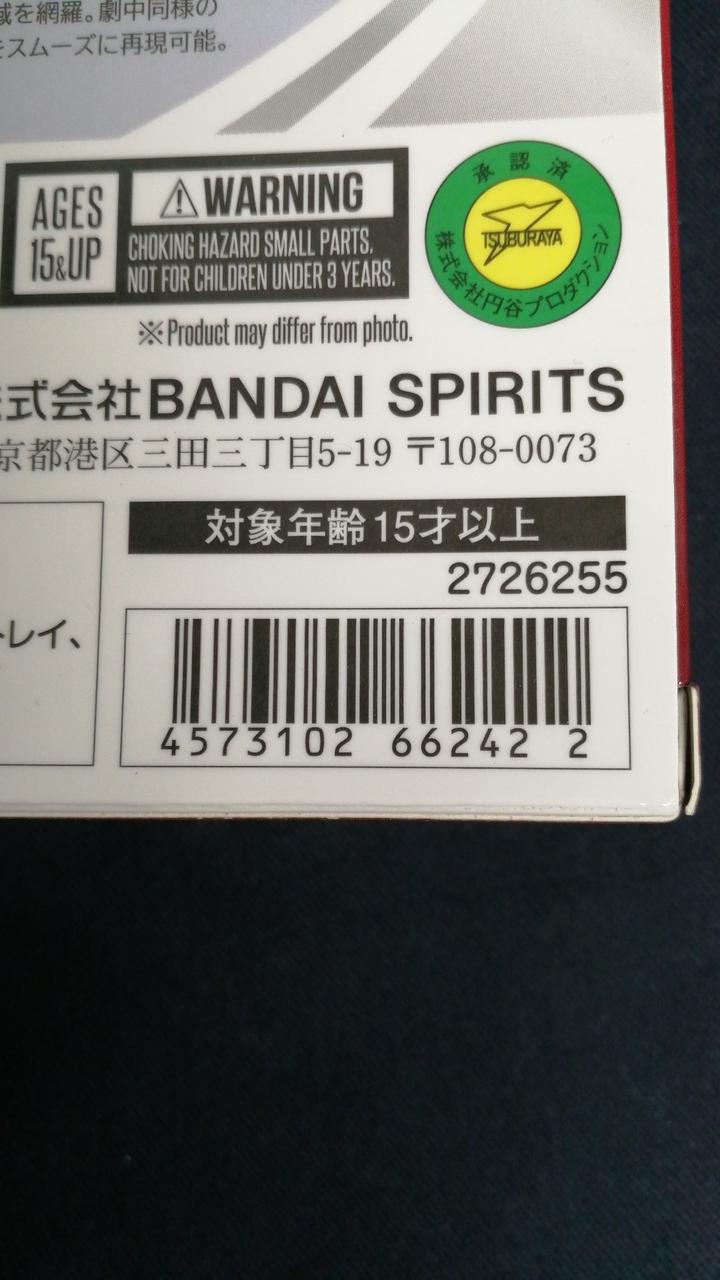 を網羅。劇中同様の
をスムーズに再現可能。
AGES
15&UP
⚠WARNING
CHOKING HAZARD SMALL PARTS.
NOT FOR CHILDREN UNDER 3 YEARS.
※Product may differ from photo.
承認済
TSUBURAYA
株式会社円谷プロダクション
式会社BANDAI SPIRITS
京都港区三田三丁目5-19 〒108-0073
対象年齢15才以上
2726255
トレイ、
4573102 66242 2